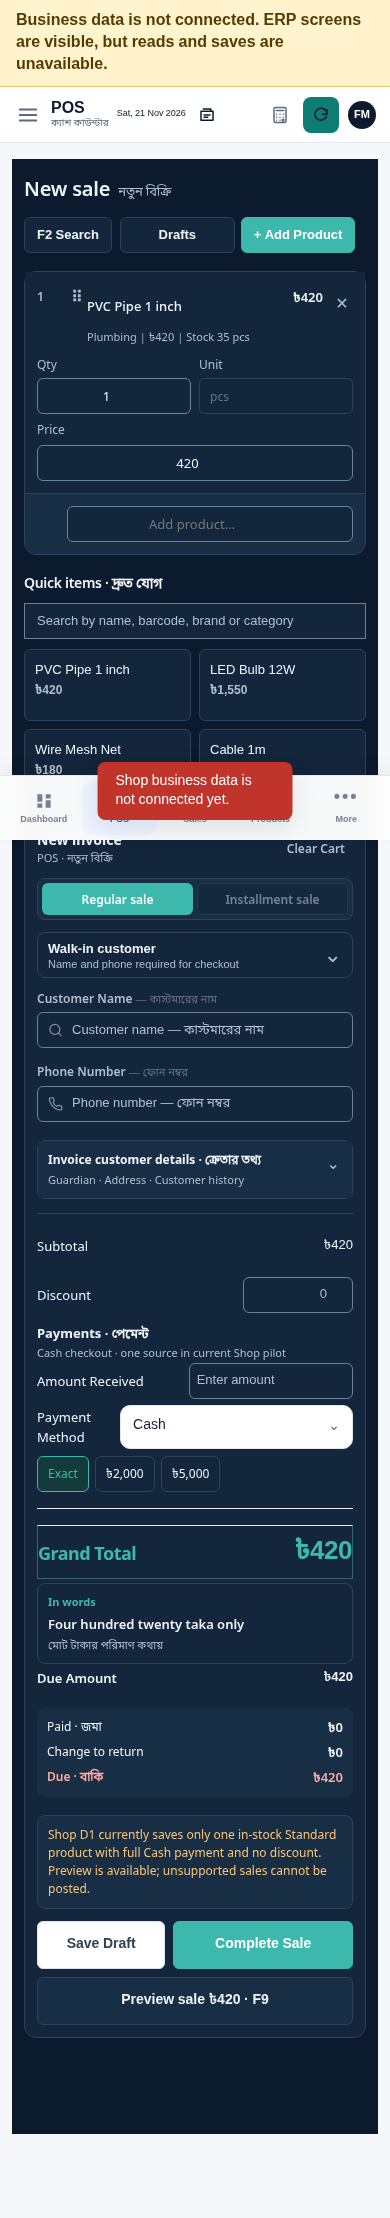 Business data is not connected. ERP screens
are visible, but reads and saves are
unavailable.
POS
ক্যাশ কাউন্টার
Sat, 21 Nov 2026
FM
New sale নতুন বিক্রি
F2 Search
Drafts
+ Add Product
1
PVC Pipe 1 inch
৳420
Plumbing | ৳420 | Stock 35 pcs
Qty
Unit
1
pcs
Price
420
Add product...
Quick items · দ্রুত যোগ
Search by name, barcode, brand or category
PVC Pipe 1 inch
৳420
LED Bulb 12W
৳1,550
Wire Mesh Net
৳180
Cable 1m
Shop business data is
not connected yet.
Dashboard
More
New Invoice
POS · নতুন বিক্রি
Clear Cart
Regular sale
Installment sale
Walk-in customer
Name and phone required for checkout
Customer Name — কাস্টমারের নাম
Customer name — কাস্টমারের নাম
Phone Number — ফোন নম্বর
Phone number — ফোন নম্বর
Invoice customer details · ক্রেতার তথ্য
Guardian · Address · Customer history
Subtotal
৳420
Discount
0
Payments · পেমেন্ট
Cash checkout · one source in current Shop pilot
Amount Received
Enter amount
Payment
Method
Cash
Exact
৳2,000
৳5,000
Grand Total
৳420
In words
Four hundred twenty taka only
মোট টাকার পরিমাণ কথায়
Due Amount
৳420
Paid · জমা
৳0
Change to return
৳0
Due · বাকি
৳420
Shop D1 currently saves only one in-stock Standard
product with full Cash payment and no discount.
Preview is available; unsupported sales cannot be
posted.
Save Draft
Complete Sale
Preview sale ৳420 · F9